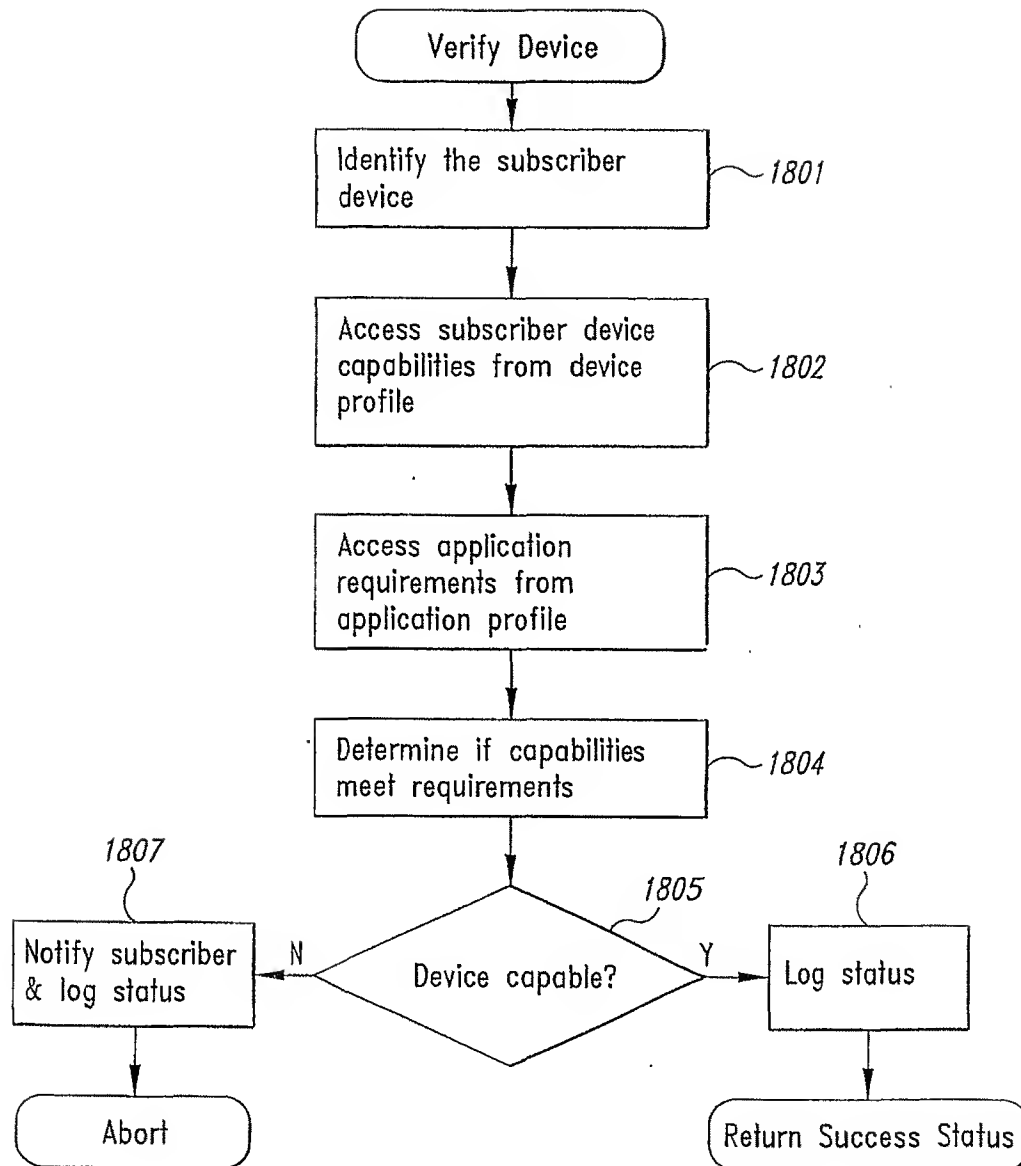 Verify Device
Identify the subscriber
device
1801
Access subscriber device
capabilities from device
profile
1802
Access application
requirements from
application profile
1803
Determine if capabilities
meet requirements
1804
1807
1805
1806
Notify subscriber
& log status
N
Device capable?
Y
Log status
Abort
Return Success Status